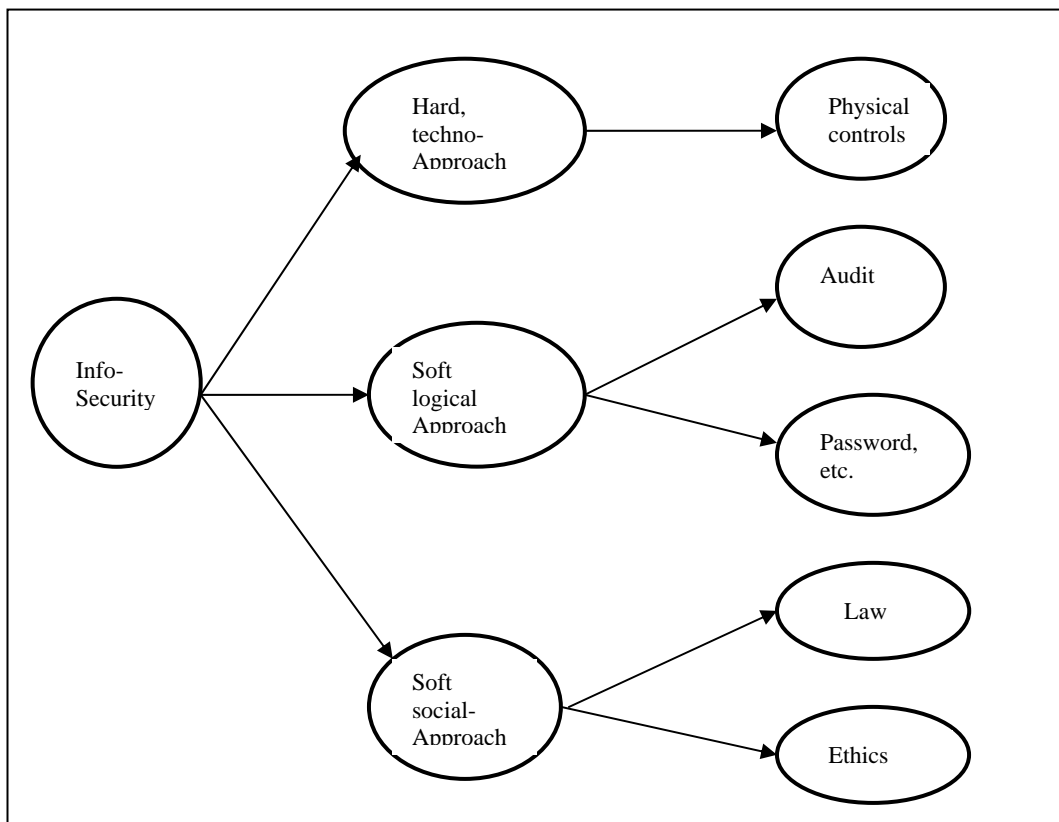 Hard,
techno-
Approach
Physical
controls
Audit
Info-
Security
Soft
logical
Approach
Password,
etc.
Law
Soft
social-
Approach
Ethics